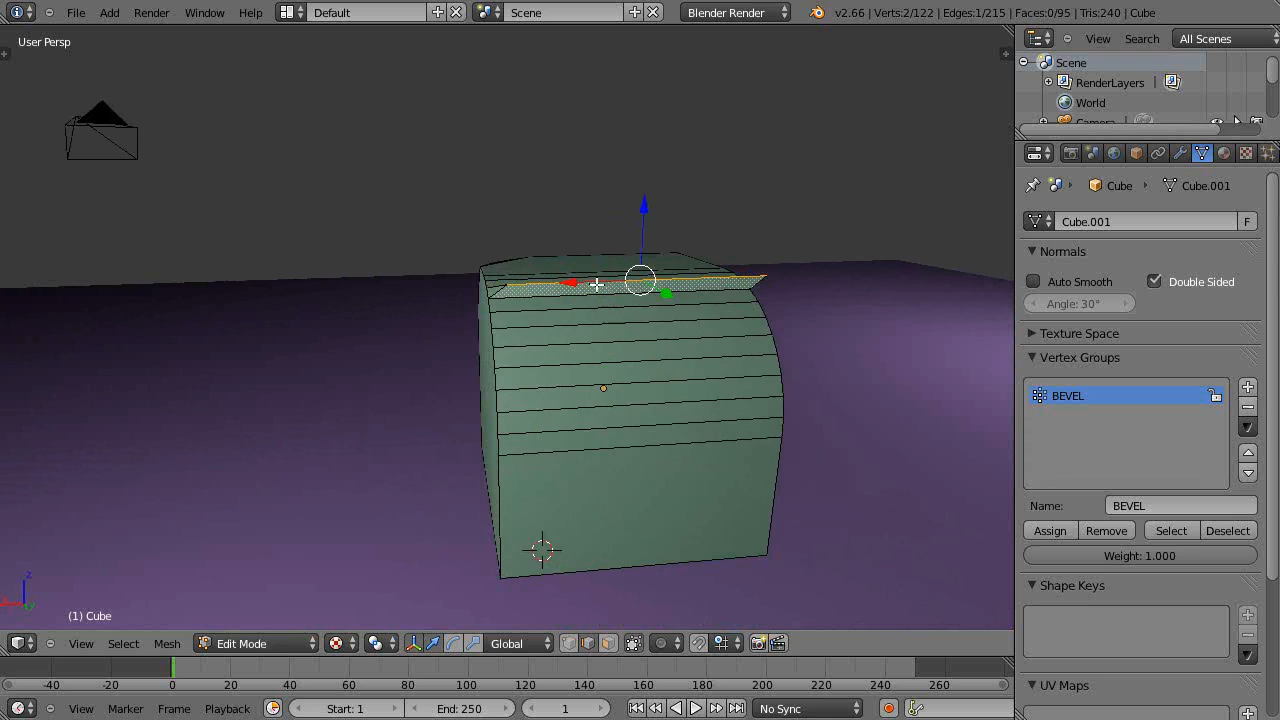 File Add Render Window Help Default Scene Blender Render v2.66 | Verts:2/122 | Edges:1/215 | Faces:0/95 | Tris:240 | Cube
User Persp
View Search All Scenes
Scene
RenderLayers
World
Camera
Cube Cube.001
Cube.001 F
Normals
Auto Smooth Double Sided
Angle: 30°
Texture Space
Vertex Groups
BEVEL
Name: BEVEL
Assign Remove Select Deselect
Weight: 1.000
Shape Keys
UV Maps
z
x y
(1) Cube
View Select Mesh Edit Mode Global
-40 -20 0 20 40 60 80 100 120 140 160 180 200 220 240 260
View Marker Frame Playback Start: 1 End: 250 1 No Sync